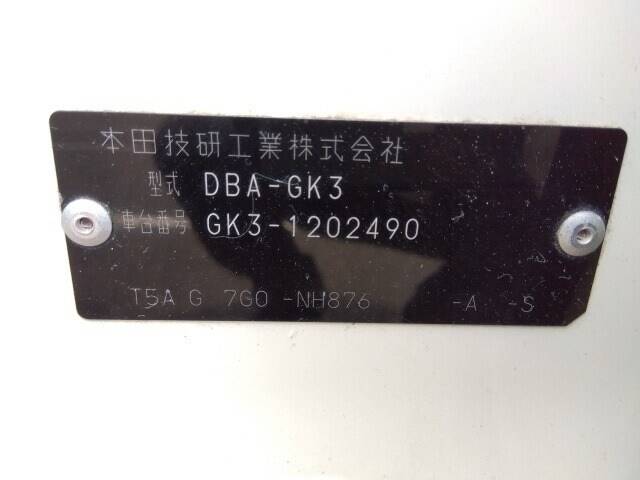 本田技研工業株式会社
型式 DBA-GK3
車台番号 GK3-1202490
T5A G 7G0 -NH876 -A -S